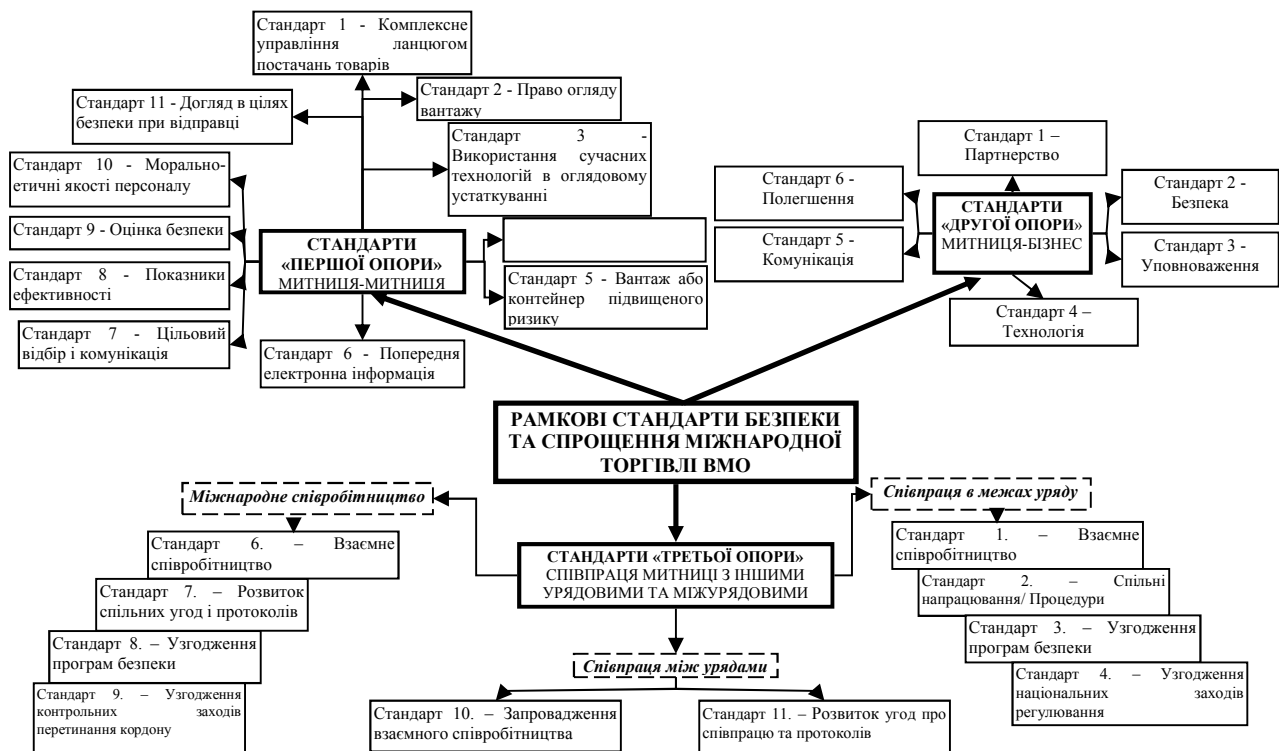 Стандарт 1 - Комплексне
управління ланцюгом
постачань товарів
Стандарт 11 - Догляд в цілях
безпеки при відправці
Стандарт 2 - Право огляду
вантажу
Стандарт 3 -
Використання сучасних
технологій в оглядовому
устаткуванні
Стандарт 10 - Морально-
етичні якості персоналу
Стандарт 9 - Оцінка безпеки
Стандарт 8 - Показники
ефективності
Стандарт 7 - Цільовий
відбір і комунікація
СТАНДАРТИ
«ПЕРШОЇ ОПОРИ»
МИТНИЦЯ-МИТНИЦЯ
Стандарт 5 - Вантаж або
контейнер підвищеного
ризику
Стандарт 6 - Попередня
електронна інформація
Стандарт 1 –
Партнерство
Стандарт 6 -
Полегшення
Стандарт 5 -
Комунікація
СТАНДАРТИ
«ДРУГОЇ ОПОРИ»
МИТНИЦЯ-БІЗНЕС
Стандарт 2 -
Безпека
Стандарт 3 -
Уповноваження
Стандарт 4 –
Технологія
РАМКОВІ СТАНДАРТИ БЕЗПЕКИ
ТА СПРОЩЕННЯ МІЖНАРОДНОЇ
ТОРГІВЛІ ВМО
Міжнародне співробітництво
Стандарт 6. – Взаємне
співробітництво
Стандарт 7. – Розвиток
спільних угод і протоколів
Стандарт 8. – Узгодження
програм безпеки
Стандарт 9. – Узгодження
контрольних заходів
перетинання кордону
СТАНДАРТИ «ТРЕТЬОЇ ОПОРИ»
СПІВПРАЦЯ МИТНИЦІ З ІНШИМИ
УРЯДОВИМИ ТА МІЖУРЯДОВИМИ
Співпраця між урядами
Стандарт 10. – Запровадження
взаємного співробітництва
Стандарт 11. – Розвиток угод про
співпрацю та протоколів
Співпраця в межах уряду
Стандарт 1. – Взаємне
співробітництво
Стандарт 2. – Спільні
напрацювання/ Процедури
Стандарт 3. – Узгодження
програм безпеки
Стандарт 4. – Узгодження
національних заходів
регулювання